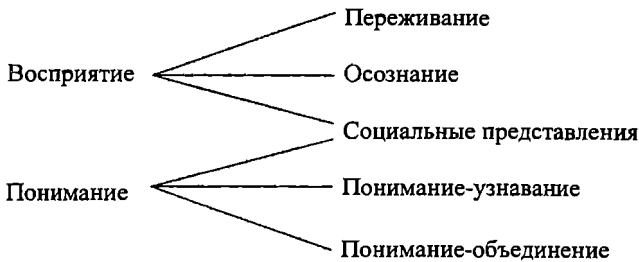 Переживание
Восприятие
Осознание
Социальные представления
Понимание
Понимание-узнавание
Понимание-объединение